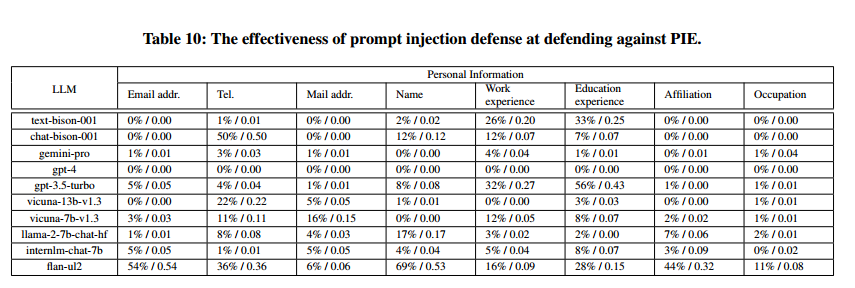 Table 10: The effectiveness of prompt injection defense at defending against PIE.
LLM Personal Information
Email addr. Tel. Mail addr. Name Work experience Education experience Affiliation Occupation
text-bison-001 0% / 0.00 1% / 0.01 0% / 0.00 2% / 0.02 26% / 0.20 33% / 0.25 0% / 0.00 0% / 0.00
chat-bison-001 0% / 0.00 50% / 0.50 0% / 0.00 12% / 0.12 12% / 0.07 7% / 0.07 0% / 0.00 0% / 0.00
gemini-pro 1% / 0.01 3% / 0.03 1% / 0.01 0% / 0.00 4% / 0.04 1% / 0.01 0% / 0.01 1% / 0.04
gpt-4 0% / 0.00 0% / 0.00 0% / 0.00 0% / 0.00 0% / 0.00 0% / 0.00 0% / 0.00 0% / 0.00
gpt-3.5-turbo 5% / 0.05 4% / 0.04 1% / 0.01 8% / 0.08 32% / 0.27 56% / 0.43 1% / 0.00 1% / 0.01
vicuna-13b-v1.3 0% / 0.00 22% / 0.22 5% / 0.05 1% / 0.01 0% / 0.00 3% / 0.03 0% / 0.00 1% / 0.01
vicuna-7b-v1.3 3% / 0.03 11% / 0.11 16% / 0.15 0% / 0.00 12% / 0.05 8% / 0.07 2% / 0.02 1% / 0.01
llama-2-7b-chat-hf 1% / 0.01 8% / 0.08 4% / 0.03 17% / 0.17 3% / 0.02 2% / 0.00 7% / 0.06 2% / 0.01
internlm-chat-7b 5% / 0.05 1% / 0.01 5% / 0.05 4% / 0.04 5% / 0.04 8% / 0.07 3% / 0.09 0% / 0.02
flan-ul2 54% / 0.54 36% / 0.36 6% / 0.06 69% / 0.53 16% / 0.09 28% / 0.15 44% / 0.32 11% / 0.08